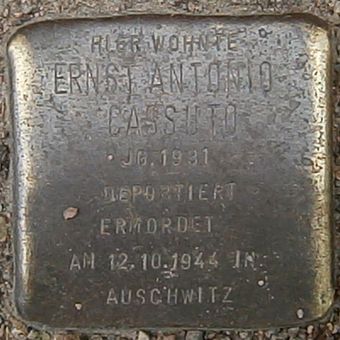 HIER WOHNTE
ERNST ANTONIO
CASSUTO
JG.1931
DEPORTIERT
ERMORDET
AM 12.10.1944 IN
AUSCHWITZ